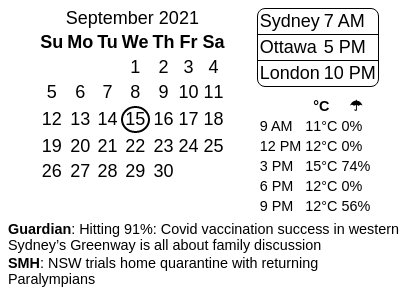 September 2021
Su Mo Tu We Th Fr Sa
1 2 3 4
5 6 7 8 9 10 11
12 13 14 15 16 17 18
19 20 21 22 23 24 25
26 27 28 29 30
Sydney 7 AM
Ottawa 5 PM
London 10 PM
°C ☂
9 AM 11°C 0%
12 PM 12°C 0%
3 PM 15°C 74%
6 PM 12°C 0%
9 PM 12°C 56%
Guardian: Hitting 91%: Covid vaccination success in western
Sydney’s Greenway is all about family discussion
SMH: NSW trials home quarantine with returning
Paralympians